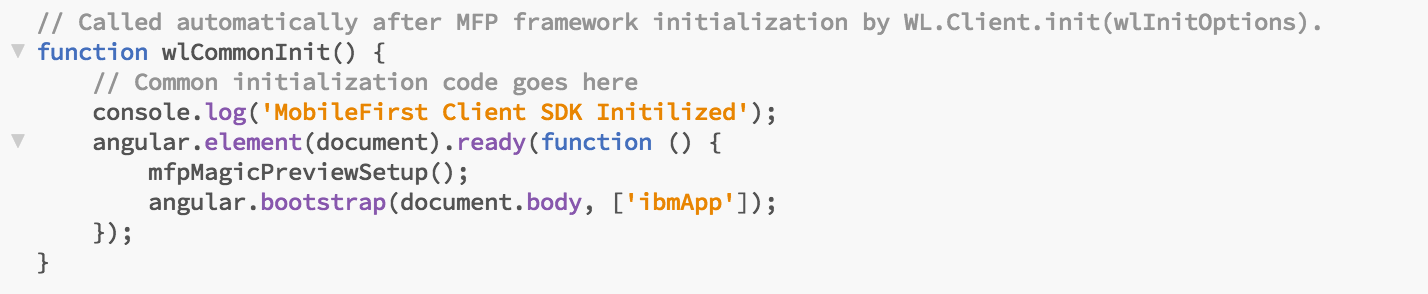 // Called automatically after MFP framework initialization by WL.Client.init(wlInitOptions).
function wlCommonInit() {
    // Common initialization code goes here
    console.log('MobileFirst Client SDK Initilized');
    angular.element(document).ready(function () {
        mfpMagicPreviewSetup();
        angular.bootstrap(document.body, ['ibmApp']);
    });
}